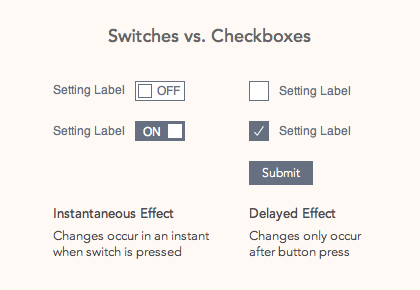 Switches vs. Checkboxes
Setting Label OFF
Setting Label
Setting Label ON
Setting Label
Submit
Instantaneous Effect
Changes occur in an instant
when switch is pressed
Delayed Effect
Changes only occur
after button press